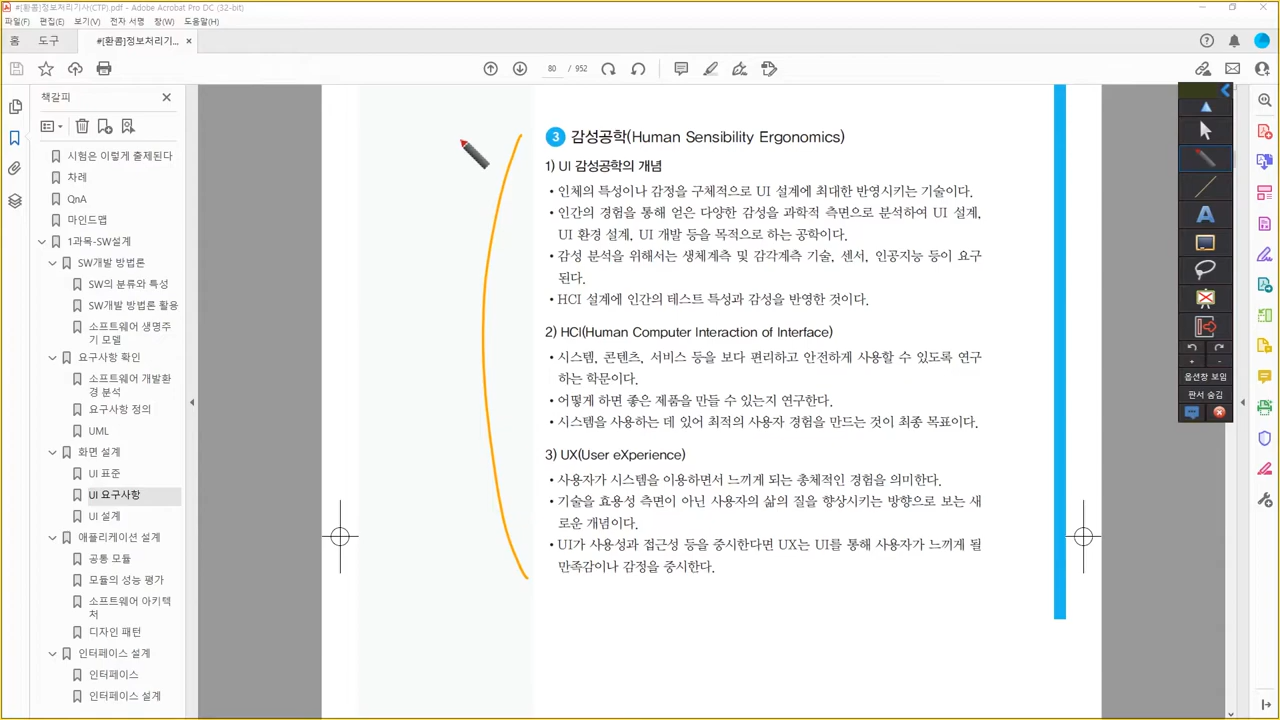 #[환콤]정보처리기사(CTP).pdf - Adobe Acrobat Pro DC (32-bit)
파일(F) 편집(E) 보기(V) 전자 서명 창(W) 도움말(H)
홈 도구 #[환콤]정보처리기... ×
80 / 952
책갈피
시험은 이렇게 출제된다
차례
QnA
마인드맵
1과목-SW설계
SW개발 방법론
SW의 분류와 특성
SW개발 방법론 활용
소프트웨어 생명주
기 모델
요구사항 확인
소프트웨어 개발환
경 분석
요구사항 정의
UML
화면 설계
UI 표준
UI 요구사항
UI 설계
애플리케이션 설계
공통 모듈
모듈의 성능 평가
소프트웨어 아키텍
처
디자인 패턴
인터페이스 설계
인터페이스
인터페이스 설계
3 감성공학(Human Sensibility Ergonomics)
1) UI 감성공학의 개념
• 인체의 특성이나 감정을 구체적으로 UI 설계에 최대한 반영시키는 기술이다.
• 인간의 경험을 통해 얻은 다양한 감성을 과학적 측면으로 분석하여 UI 설계,
UI 환경 설계, UI 개발 등을 목적으로 하는 공학이다.
• 감성 분석을 위해서는 생체계측 및 감각계측 기술, 센서, 인공지능 등이 요구
된다.
• HCI 설계에 인간의 테스트 특성과 감성을 반영한 것이다.
2) HCI(Human Computer Interaction of Interface)
• 시스템, 콘텐츠, 서비스 등을 보다 편리하고 안전하게 사용할 수 있도록 연구
하는 학문이다.
• 어떻게 하면 좋은 제품을 만들 수 있는지 연구한다.
• 시스템을 사용하는 데 있어 최적의 사용자 경험을 만드는 것이 최종 목표이다.
3) UX(User eXperience)
• 사용자가 시스템을 이용하면서 느끼게 되는 총체적인 경험을 의미한다.
• 기술을 효용성 측면이 아닌 사용자의 삶의 질을 향상시키는 방향으로 보는 새
로운 개념이다.
• UI가 사용성과 접근성 등을 중시한다면 UX는 UI를 통해 사용자가 느끼게 될
만족감이나 감정을 중시한다.
A
+ -
옵션창 보임
판서 숨김